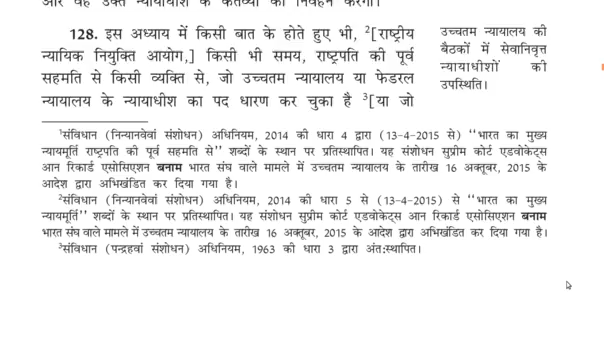 और वह उक्त न्यायाधीश के कर्तव्यों का निर्वहन करेगा।
128. इस अध्याय में किसी बात के होते हुए भी, ²[राष्ट्रीय
न्यायिक नियुक्ति आयोग,] किसी भी समय, राष्ट्रपति की पूर्व
सहमति से किसी व्यक्ति से, जो उच्चतम न्यायालय या फेडरल
न्यायालय के न्यायाधीश का पद धारण कर चुका है ³[या जो
उच्चतम न्यायालय की
बैठकों में सेवानिवृत्त
न्यायाधीशों की
उपस्थिति।
¹संविधान (निन्यानवेवां संशोधन) अधिनियम, 2014 की धारा 4 द्वारा (13-4-2015 से) "भारत का मुख्य
न्यायमूर्ति राष्ट्रपति की पूर्व सहमति से" शब्दों के स्थान पर प्रतिस्थापित। यह संशोधन सुप्रीम कोर्ट एडवोकेट्स
आन रिकार्ड एसोसिएशन बनाम भारत संघ वाले मामले में उच्चतम न्यायालय के तारीख 16 अक्तूबर, 2015 के
आदेश द्वारा अभिखंडित कर दिया गया है।
²संविधान (निन्यानवेवां संशोधन) अधिनियम, 2014 की धारा 5 से (13-4-2015) से "भारत का मुख्य
न्यायमूर्ति" शब्दों के स्थान पर प्रतिस्थापित। यह संशोधन सुप्रीम कोर्ट एडवोकेट्स आन रिकार्ड एसोसिएशन बनाम
भारत संघ वाले मामले में उच्चतम न्यायालय के तारीख 16 अक्तूबर, 2015 के आदेश द्वारा अभिखंडित कर दिया गया है।
³संविधान (पन्द्रहवां संशोधन) अधिनियम, 1963 की धारा 3 द्वारा अंत:स्थापित।